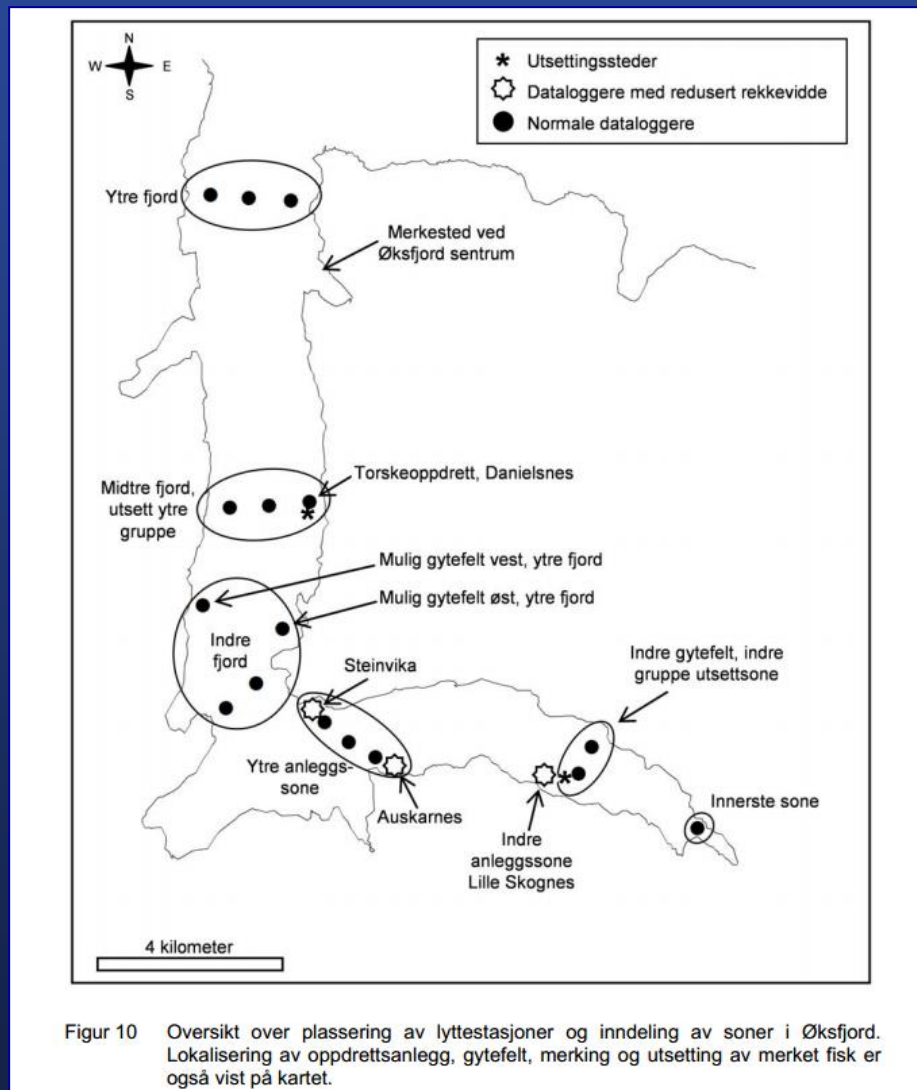 N
W E
S
* Utsettingssteder
Dataloggere med redusert rekkevidde
Normale dataloggere
Ytre fjord
Merkested ved
Øksfjord sentrum
Midtre fjord,
utsett ytre
gruppe
Torskeoppdrett, Danielsnes
*
Mulig gytefelt vest, ytre fjord
Mulig gytefelt øst, ytre fjord
Indre
fjord
Steinvika
Indre gytefelt, indre
gruppe utsettsone
Ytre anleggs-
sone
Auskarnes
*
Indre
anleggssone
Lille Skognes
Innerste sone
4 kilometer
Figur 10 Oversikt over plassering av lyttestasjoner og inndeling av soner i Øksfjord.
Lokalisering av oppdrettsanlegg, gytefelt, merking og utsetting av merket fisk er
også vist på kartet.